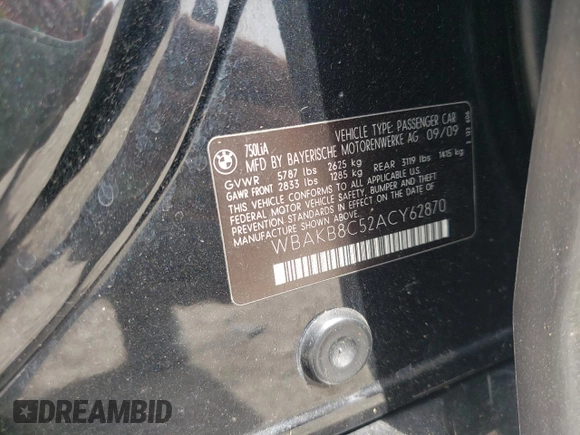 BMW
750LiA
VEHICLE TYPE: PASSENGER CAR
MFD BY BAYERISCHE MOTORENWERKE AG 09/09
GVWR 5787 lbs 2625 kg
GAWR FRONT 2833 lbs 1285 kg REAR 3119 lbs 1415 kg
THIS VEHICLE CONFORMS TO ALL APPLICABLE
FEDERAL MOTOR VEHICLE SAFETY, BUMPER, AND
THEFT PREVENTION STANDARDS IN EFFECT ON THE DATE OF
MANUFACTURE SHOWN ABOVE.
WBAKB8C52ACY62870
DREAMBID